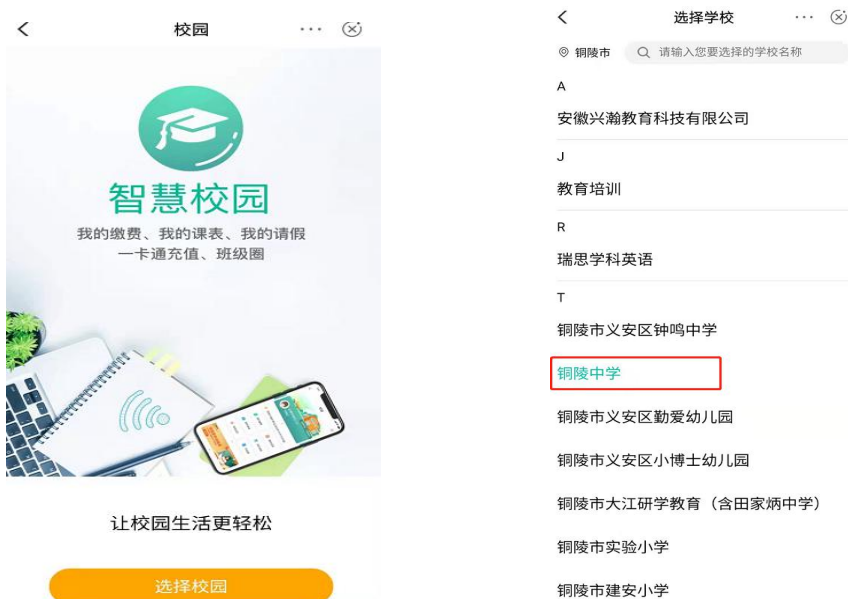 校园
智慧校园
我的缴费、我的课表、我的请假
一卡通充值、班级圈
让校园生活更轻松
选择校园
选择学校
铜陵市
请输入您要选择的学校名称
A
安徽兴瀚教育科技有限公司
J
教育培训
R
瑞思学科英语
T
铜陵市义安区钟鸣中学
铜陵中学
铜陵市义安区勤爱幼儿园
铜陵市义安区小博士幼儿园
铜陵市大江研学教育（含田家炳中学）
铜陵市实验小学
铜陵市建安小学